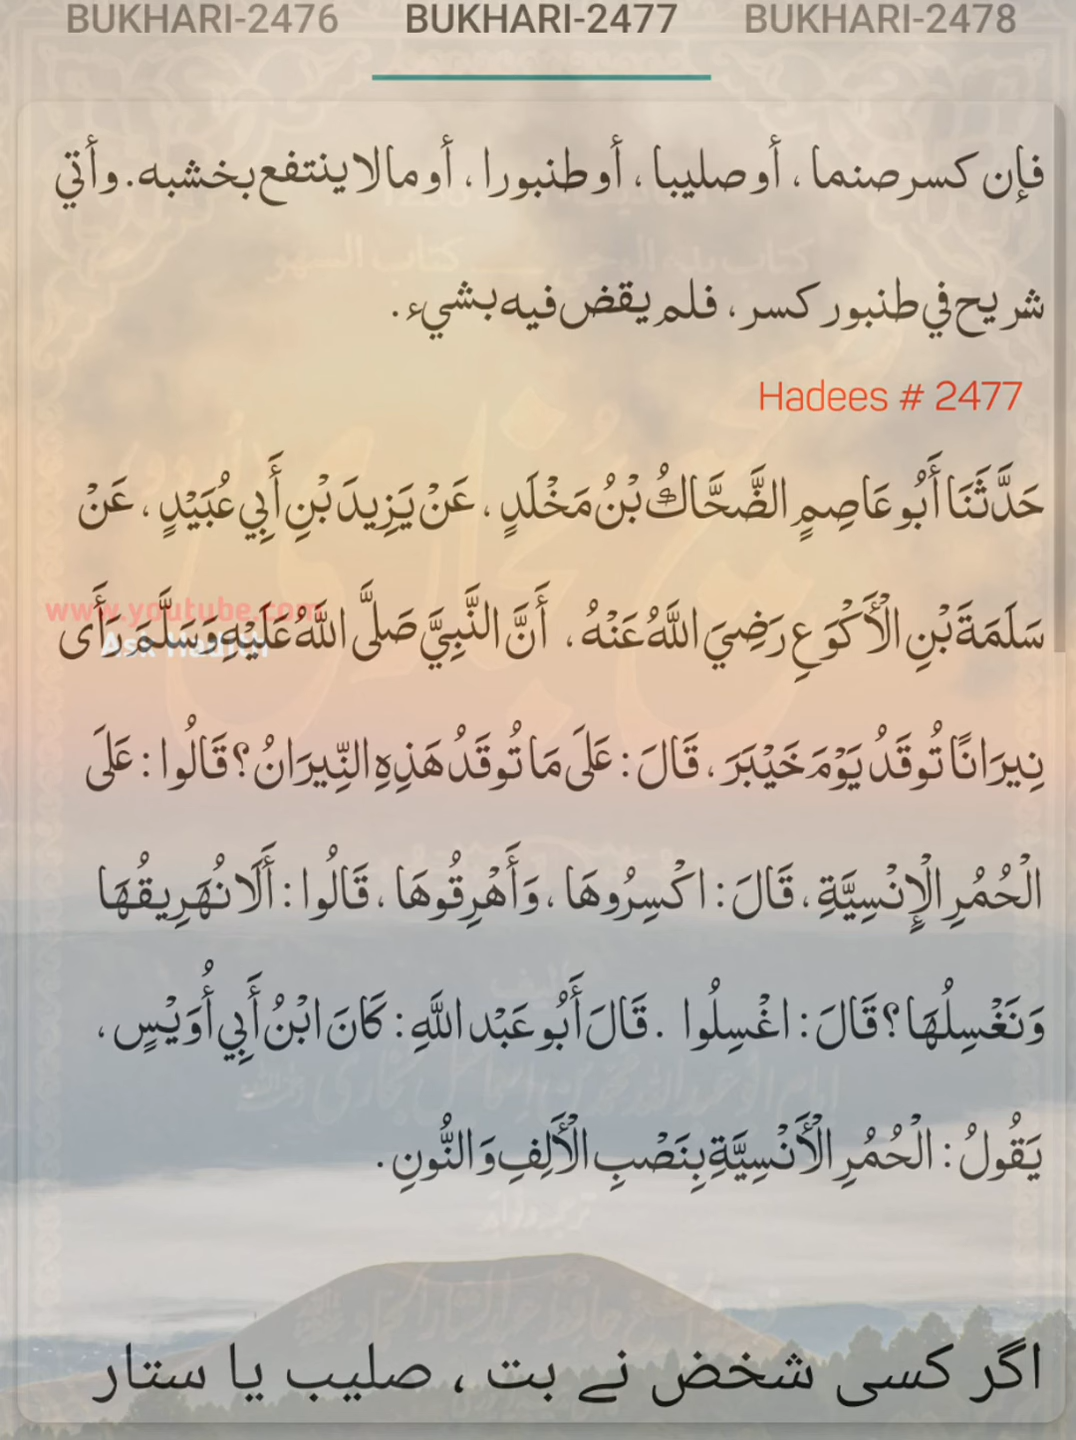 BUKHARI-2476 BUKHARI-2477 BUKHARI-2478
فإن كسر صنما ، أو صليبا ، أو طنبورا ، أو ما لا ينتفع بخشبه . وأتي
شريح في طنبور كسر ، فلم يقض فيه بشيء .
Hadees # 2477
حَدَّثَنَا أَبُو عَاصِمٍ الضَّحَّاكُ بْنُ مَخْلَدٍ ، عَنْ يَزِيدَ بْنِ أَبِي عُبَيْدٍ ، عَنْ
www.youtube.com
سَلَمَةَ بْنِ الْأَكْوَعِ رَضِيَ اللَّهُ عَنْهُ ، أَنَّ النَّبِيَّ صَلَّى اللَّهُ عَلَيْهِ وَسَلَّمَ رَأَى
نِيرَانًا تُوقَدُ يَوْمَ خَيْبَرَ ، قَالَ : عَلَى مَا تُوقَدُ هَذِهِ النِّيرَانُ ؟ قَالُوا : عَلَى
الْحُمُرِ الْإِنْسِيَّةِ ، قَالَ : اكْسِرُوهَا ، وَأَهْرِقُوهَا ، قَالُوا : أَلَا نُهَرِيقُهَا
وَنَغْسِلُهَا ؟ قَالَ : اغْسِلُوا . قَالَ أَبُو عَبْد اللَّهِ : كَانَ ابْنُ أَبِي أُوَيْسٍ ،
يَقُولُ : الْحُمُرِ الْأَنْسِيَّةِ بِنَصْبِ الْأَلِفِ وَالنُّونِ .
اگر کسی شخض نے بت ، صلیب یا ستار